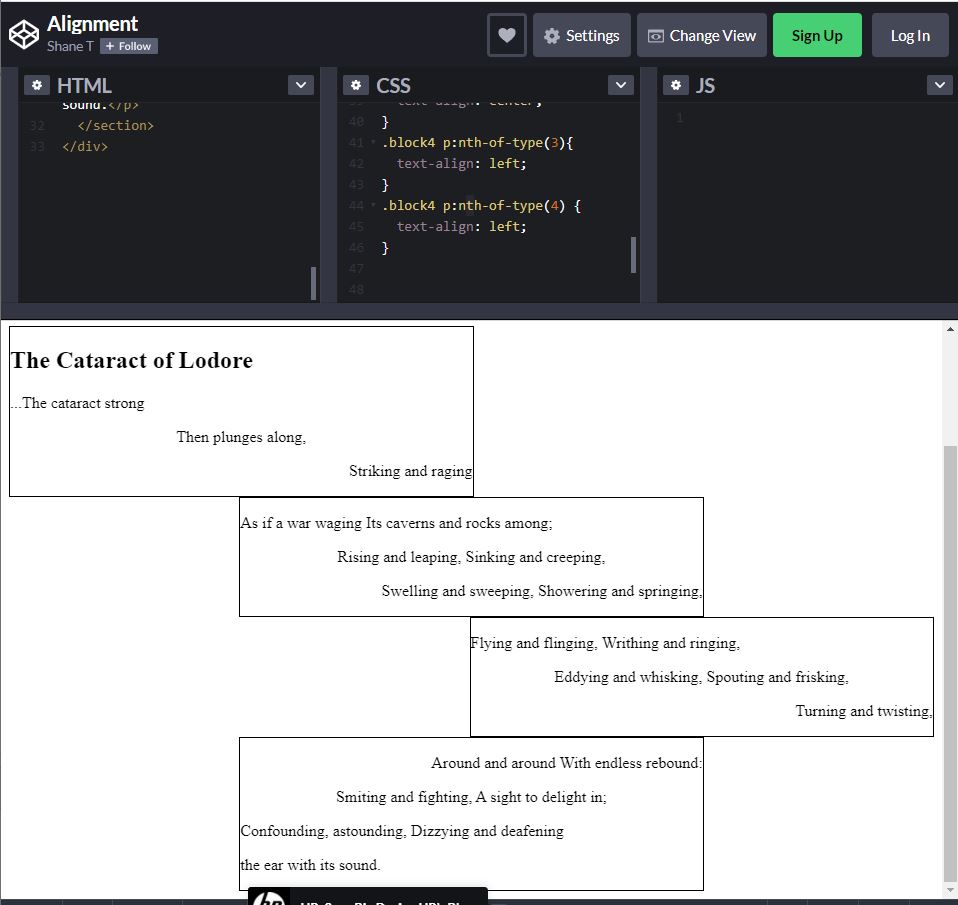 Alignment
Shane T + Follow
Settings
Change View
Sign Up
Log In
HTML
CSS
JS
sound.</p>
32 </section>
33 </div>
text-align: center;
40 }
41 .block4 p:nth-of-type(3){
42 text-align: left;
43 }
44 .block4 p:nth-of-type(4) {
45 text-align: left;
46 }
47
48
1
The Cataract of Lodore
...The cataract strong
Then plunges along,
Striking and raging
As if a war waging Its caverns and rocks among;
Rising and leaping, Sinking and creeping,
Swelling and sweeping, Showering and springing,
Flying and flinging, Writhing and ringing,
Eddying and whisking, Spouting and frisking,
Turning and twisting,
Around and around With endless rebound:
Smiting and fighting, A sight to delight in;
Confounding, astounding, Dizzying and deafening
the ear with its sound.
hp